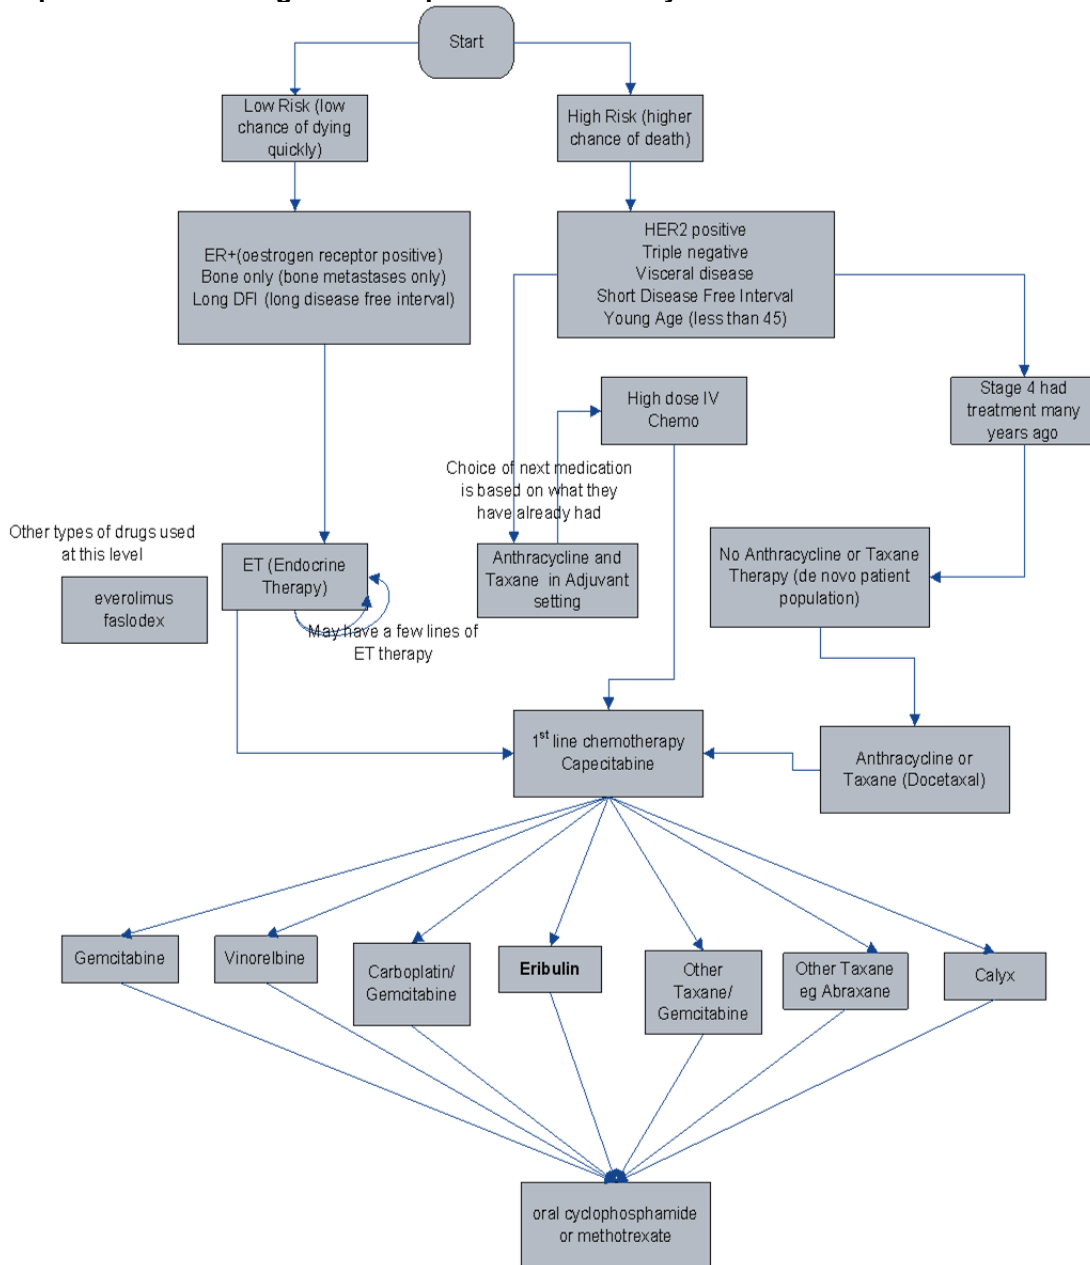 Start
Low Risk (low
chance of dying
quickly)
High Risk (higher
chance of death)
ER+(oestrogen receptor positive)
Bone only (bone metastases only)
Long DFI (long disease free interval)
HER2 positive
Triple negative
Visceral disease
Short Disease Free Interval
Young Age (less than 45)
High dose IV
Chemo
Stage 4 had
treatment many
years ago
Choice of next medication
is based on what they
have already had
Other types of drugs used
at this level
everolimus
faslodex
ET (Endocrine
Therapy)
May have a few lines of
ET therapy
Anthracycline and
Taxane in Adjuvant
setting
No Anthracycline or Taxane
Therapy (de novo patient
population)
1st line chemotherapy
Capecitabine
Anthracycline or
Taxane (Docetaxal)
Gemcitabine
Vinorelbine
Carboplatin/
Gemcitabine
Eribulin
Other
Taxane/
Gemcitabine
Other Taxane
eg Abraxane
Calyx
oral cyclophosphamide
or methotrexate